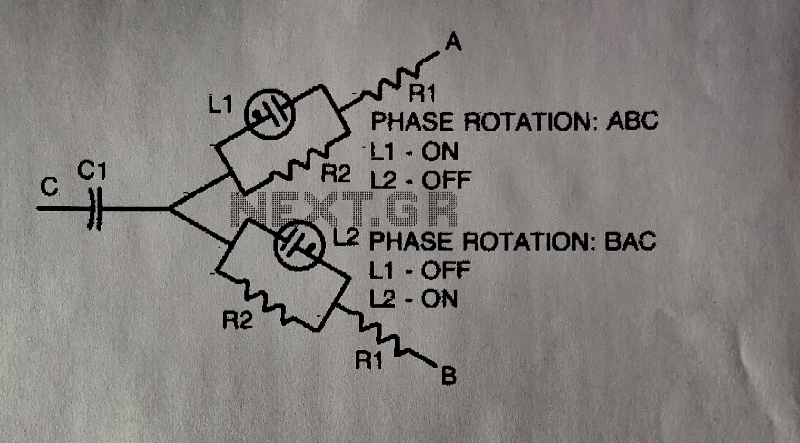 A
L1
R1
PHASE ROTATION: ABC
L1 - ON
L2 - OFF
C1
C
R2
NEXT.GR
L2
PHASE ROTATION: BAC
L1 - OFF
L2 - ON
R2
R1
B